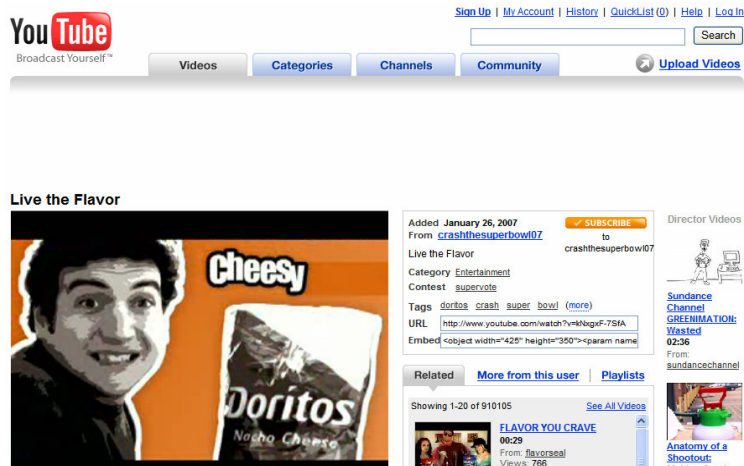 Sign Up | My Account | History | QuickList (0) | Help | Log In
YouTube
Broadcast Yourself™
Search
Videos
Categories
Channels
Community
Upload Videos
Live the Flavor
Cheesy
Doritos
Nacho Cheese
Added January 26, 2007
From crashthesuperbowl07
SUBSCRIBE
to
crashthesuperbowl07
Live the Flavor
Category Entertainment
Contest supervote
Tags doritos crash super bowl (more)
URL http://www.youtube.com/watch?v=kNxgxF-7SfA
Embed <object width="425" height="350"><param name
Related
More from this user | Playlists
Showing 1-20 of 910105
See All Videos
FLAVOR YOU CRAVE
00:29
From: flavorseal
Views: 766
Director Videos
Sundance
Channel
GREENIMATION:
Wasted
02:36
From:
sundancechannel
Anatomy of a
Shootout: